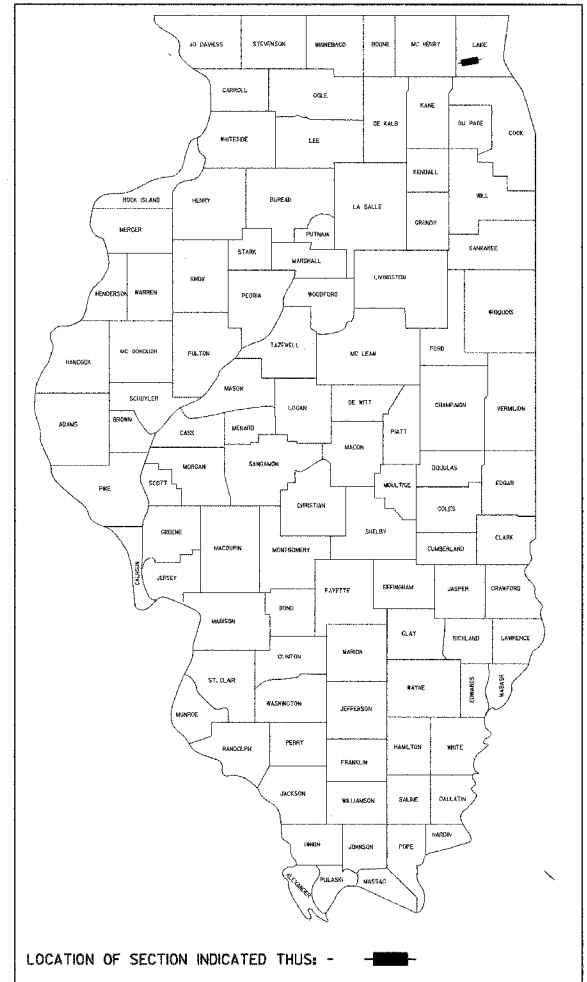 JO DAVIESS STEVENSON WINNEBAGO BOONE MC HENRY LAKE
CARROLL OGLE DE KALB KANE DU PAGE COOK
WHITESIDE LEE KENDALL WILL
ROCK ISLAND HENRY BUREAU LA SALLE GRUNDY
MERCER PUTNAM KANKAKEE
STARK MARSHALL LIVINGSTON
HENDERSON WARREN KNOX PEORIA WOODFORD IROQUOIS
HANCOCK MC DONOUGH FULTON TAZEWELL MC LEAN FORD
SCHUYLER MASON DE WITT CHAMPAIGN VERMILION
ADAMS BROWN CASS MENARD LOGAN PIATT
MACON
PIKE SCOTT MORGAN SANGAMON MOULTRIE DOUGLAS EDGAR
CHRISTIAN COLES
GREENE MACOUPIN MONTGOMERY SHELBY CUMBERLAND CLARK
CALHOUN JERSEY FAYETTE EFFINGHAM JASPER CRAWFORD
MADISON BOND
CLAY RICHLAND LAWRENCE
CLINTON MARION
ST. CLAIR WAYNE EDWARDS WABASH
MONROE WASHINGTON JEFFERSON
RANDOLPH PERRY HAMILTON WHITE
FRANKLIN
JACKSON WILLIAMSON SALINE GALLATIN
HARDIN
UNION JOHNSON POPE
ALEXANDER PULASKI MASSAC
LOCATION OF SECTION INDICATED THUS: -